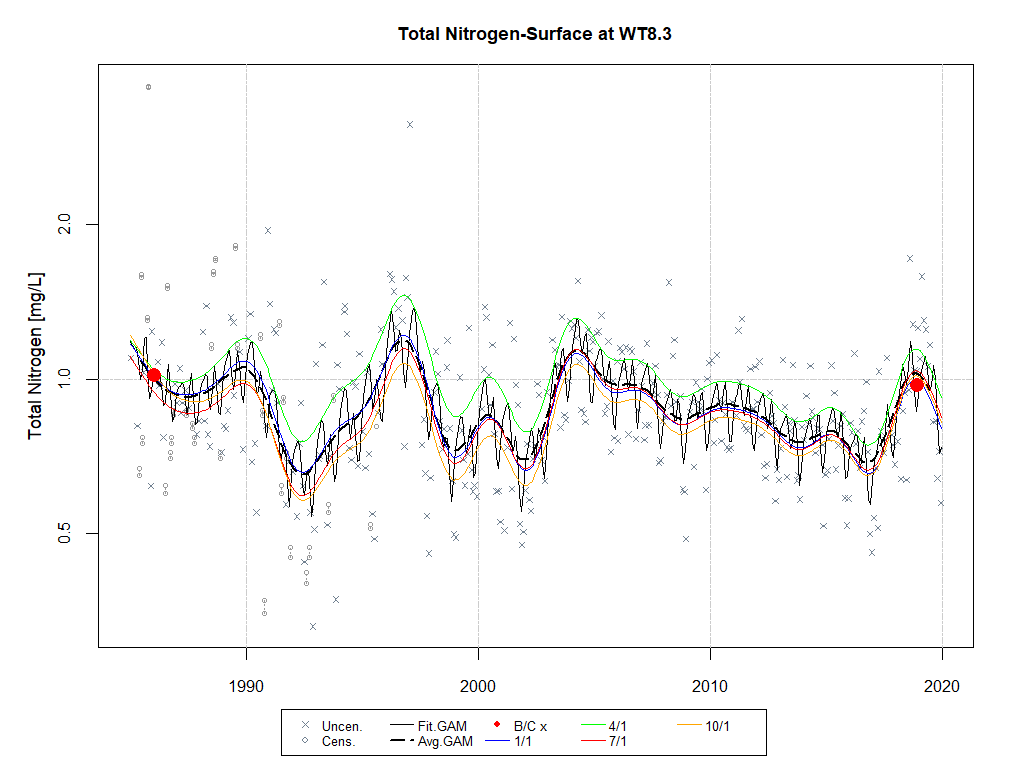 Total Nitrogen-Surface at WT8.3
Total Nitrogen [mg/L]
2.0
1.0
0.5
1990 2000 2010 2020
Uncen. Fit.GAM B/C x 4/1 10/1
Cens. Avg.GAM 1/1 7/1